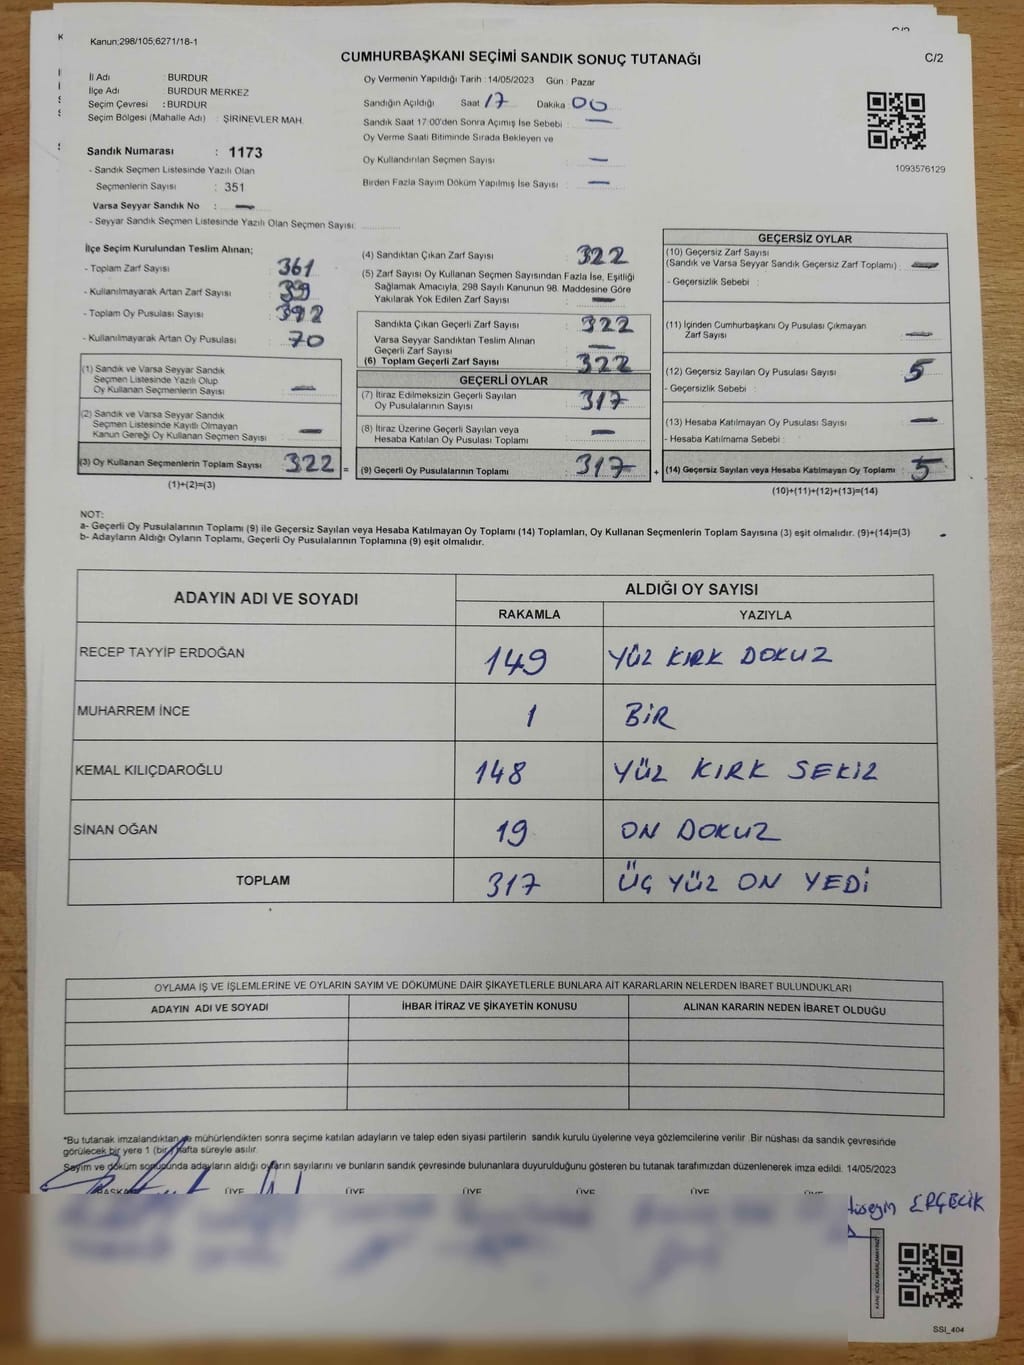 Kanun:298/105;6271/18-1
CUMHURBAŞKANI SEÇİMİ SANDIK SONUÇ TUTANAĞI
C/2
İl Adı : BURDUR
İlçe Adı : BURDUR MERKEZ
Seçim Çevresi : BURDUR
Seçim Bölgesi (Mahalle Adı) : ŞİRİNEVLER MAH.
Sandık Numarası : 1173
- Sandık Seçmen Listesinde Yazılı Olan
Seçmenlerin Sayısı : 351
Varsa Seyyar Sandık No : —
- Seyyar Sandık Seçmen Listesinde Yazılı Olan Seçmen Sayısı:
Oy Vermenin Yapıldığı Tarih : 14/05/2023 Gün : Pazar
Sandığın Açıldığı Saat 17 Dakika 00
Sandık Saat 17:00'den Sonra Açımış İse Sebebi : —
Oy Verme Saati Bitiminde Sırada Bekleyen ve
Oy Kullandırılan Seçmen Sayısı : —
Birden Fazla Sayım Döküm Yapılmış İse Sayısı : —
1093576129
İlçe Seçim Kurulundan Teslim Alınan;
- Toplam Zarf Sayısı : 361
- Kullanılmayarak Artan Zarf Sayısı : 39
- Toplam Oy Pusulası Sayısı : 392
- Kullanılmayarak Artan Oy Pusulası : 70
(1) Sandık ve Varsa Seyyar Sandık
Seçmen Listesinde Yazılı Olup
Oy Kullanan Seçmenlerin Sayısı : —
(2) Sandık ve Varsa Seyyar Sandık
Seçmen Listesinde Kayıtlı Olmayan
Kanun Gereği Oy Kullanan Seçmen Sayısı : —
(3) Oy Kullanan Seçmenlerin Toplam Sayısı : 322 =
(1)+(2)=(3)
(4) Sandıktan Çıkan Zarf Sayısı : 322
(5) Zarf Sayısı Oy Kullanan Seçmen Sayısından Fazla İse, Eşitliği
Sağlamak Amacıyla, 298 Sayılı Kanunun 98. Maddesine Göre
Yakılarak Yok Edilen Zarf Sayısı : —
Sandıkta Çıkan Geçerli Zarf Sayısı : 322
Varsa Seyyar Sandıktan Teslim Alınan
Geçerli Zarf Sayısı : —
(6) Toplam Geçerli Zarf Sayısı : 322
GEÇERLİ OYLAR
(7) İtiraz Edilmeksizin Geçerli Sayılan
Oy Pusulalarının Sayısı : 317
(8) İtiraz Üzerine Geçerli Sayılan veya
Hesaba Katılan Oy Pusulası Toplamı : —
(9) Geçerli Oy Pusulalarının Toplamı : 317 +
GEÇERSİZ OYLAR
(10) Geçersiz Zarf Sayısı
(Sandık ve Varsa Seyyar Sandık Geçersiz Zarf Toplamı) : —
- Geçersizlik Sebebi :
(11) İçinden Cumhurbaşkanı Oy Pusulası Çıkmayan
Zarf Sayısı : —
(12) Geçersiz Sayılan Oy Pusulası Sayısı : 5
- Geçersizlik Sebebi :
(13) Hesaba Katılmayan Oy Pusulası Sayısı : —
- Hesaba Katılmama Sebebi :
(14) Geçersiz Sayılan veya Hesaba Katılmayan Oy Toplamı : 5
(10)+(11)+(12)+(13)=(14)
NOT:
a- Geçerli Oy Pusulalarının Toplamı (9) ile Geçersiz Sayılan veya Hesaba Katılmayan Oy Toplamı (14) Toplamları, Oy Kullanan Seçmenlerin Toplam Sayısına (3) eşit olmalıdır. (9)+(14)=(3)
b- Adayların Aldığı Oyların Toplamı, Geçerli Oy Pusulalarının Toplamına (9) eşit olmalıdır.
ADAYIN ADI VE SOYADI ALDIĞI OY SAYISI
RAKAMLA YAZIYLA
RECEP TAYYİP ERDOĞAN 149 YÜZ KIRK DOKUZ
MUHARREM İNCE 1 BİR
KEMAL KILIÇDAROĞLU 148 YÜZ KIRK SEKİZ
SİNAN OĞAN 19 ON DOKUZ
TOPLAM 317 ÜÇ YÜZ ON YEDİ
OYLAMA İŞ VE İŞLEMLERİNE VE OYLARIN SAYIM VE DÖKÜMÜNE DAİR ŞİKAYETLERLE BUNLARA AİT KARARLARIN NELERDEN İBARET BULUNDUKLARI
ADAYIN ADI VE SOYADI İHBAR İTİRAZ VE ŞİKAYETİN KONUSU ALINAN KARARIN NEDEN İBARET OLDUĞU
*Bu tutanak imzalandıktan ve mühürlendikten sonra seçime katılan adayların ve talep eden siyasi partilerin sandık kurulu üyelerine veya gözlemcilerine verilir. Bir nüshası da sandık çevresinde
görülecek bir yere 1 (bir) hafta süreyle asılır.
Sayım ve döküm sonucunda adayların aldığı oyların sayılarını ve bunların sandık çevresinde bulunanlara duyurulduğunu gösteren bu tutanak tarafımızdan düzenlenerek imza edildi. 14/05/2023
BAŞKAN ÜYE ÜYE ÜYE ÜYE ÜYE ÜYE
Hüseyin ERÇELİK
SSI_404